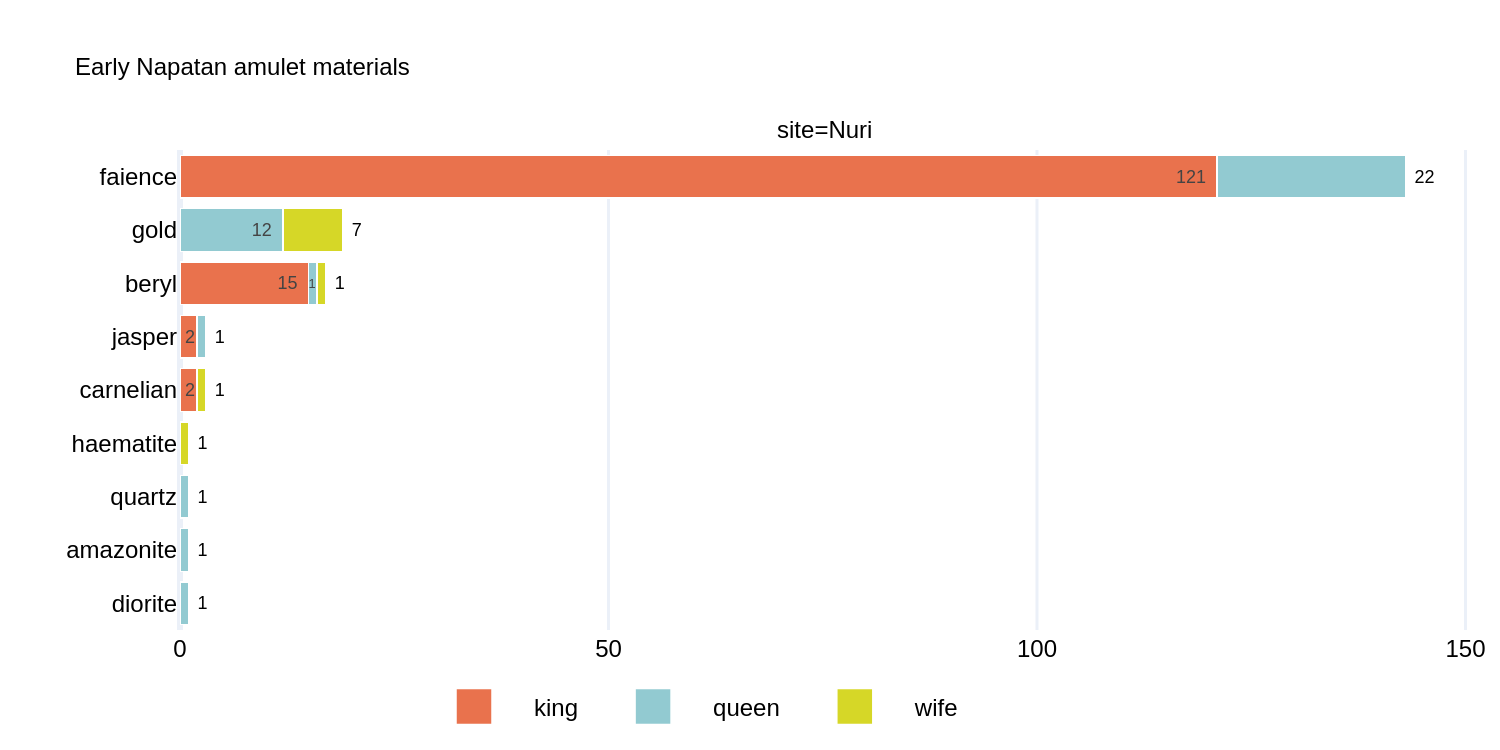 Early Napatan amulet materials
site=Nuri
faience 121 22
gold 12 7
beryl 15 1 1
jasper 2 1
carnelian 2 1
haematite 1
quartz 1
amazonite 1
diorite 1
0 50 100 150
king queen wife